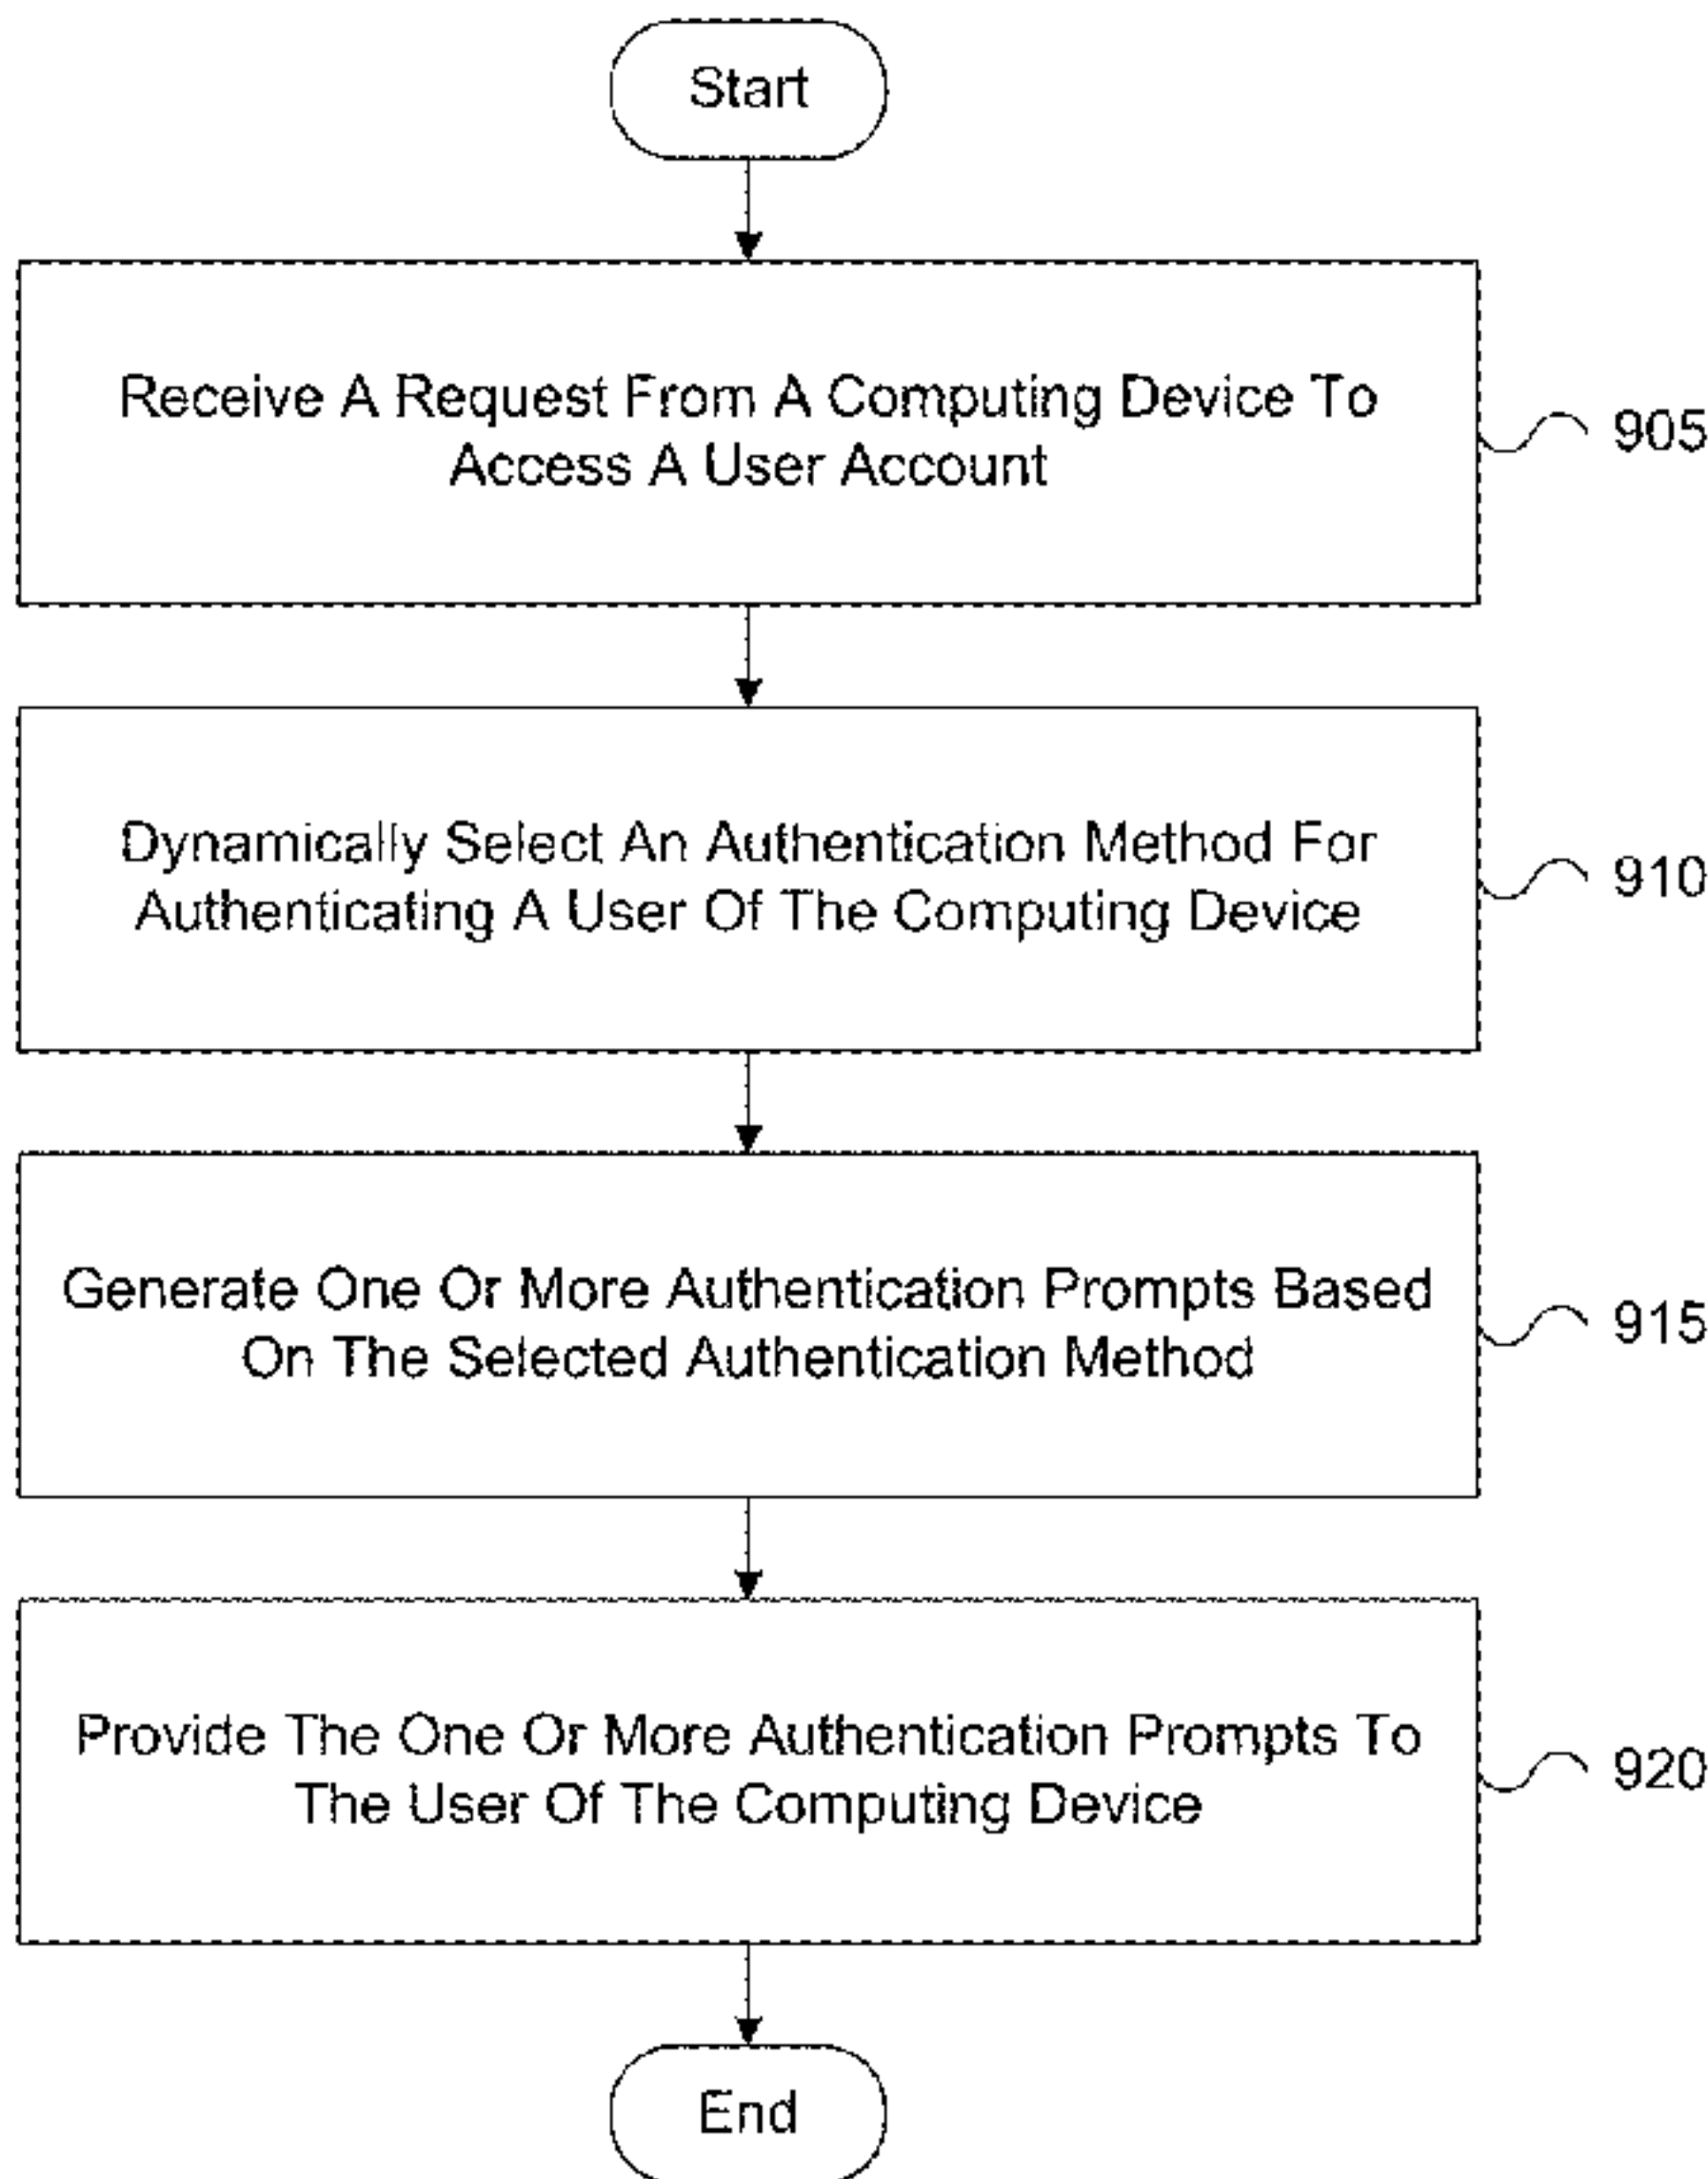 Start
Receive A Request From A Computing Device To
Access A User Account
905
Dynamically Select An Authentication Method For
Authenticating A User Of The Computing Device
910
Generate One Or More Authentication Prompts Based
On The Selected Authentication Method
915
Provide The One Or More Authentication Prompts To
The User Of The Computing Device
920
End